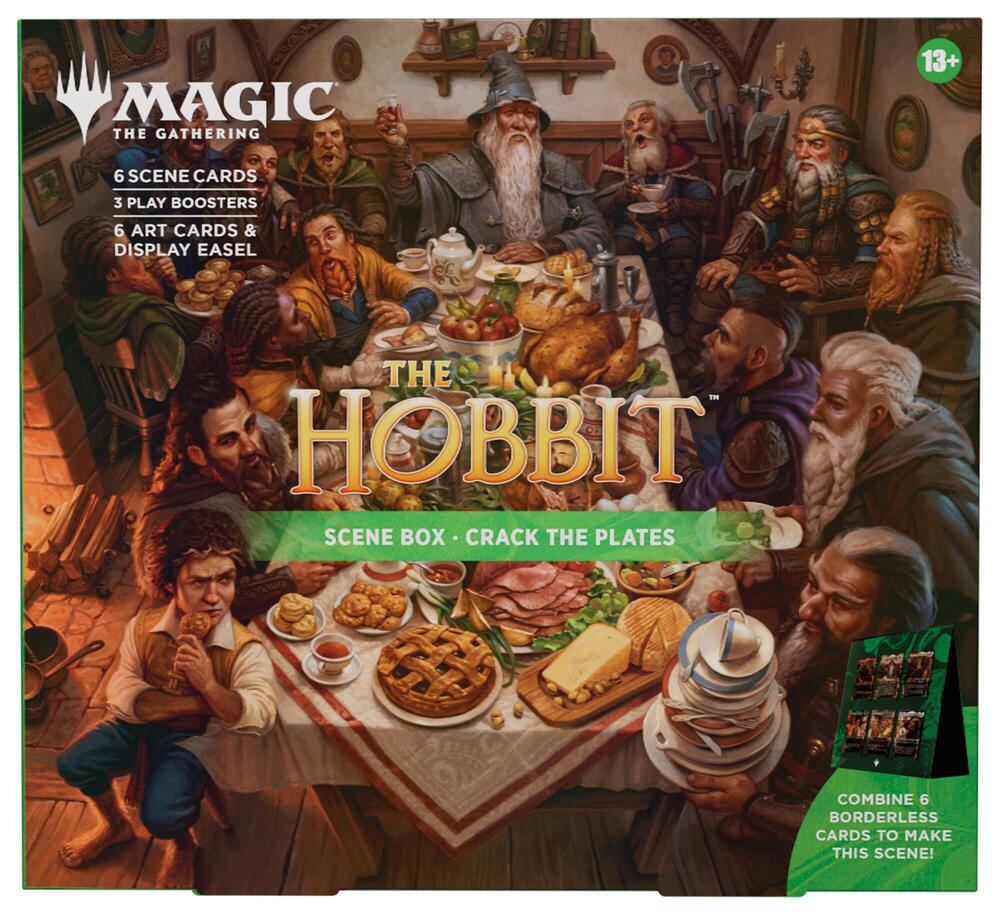 13+
MAGIC
THE GATHERING
6 SCENE CARDS
3 PLAY BOOSTERS
6 ART CARDS &
DISPLAY EASEL
THE
HOBBIT™
SCENE BOX · CRACK THE PLATES
COMBINE 6
BORDERLESS
CARDS TO MAKE
THIS SCENE!